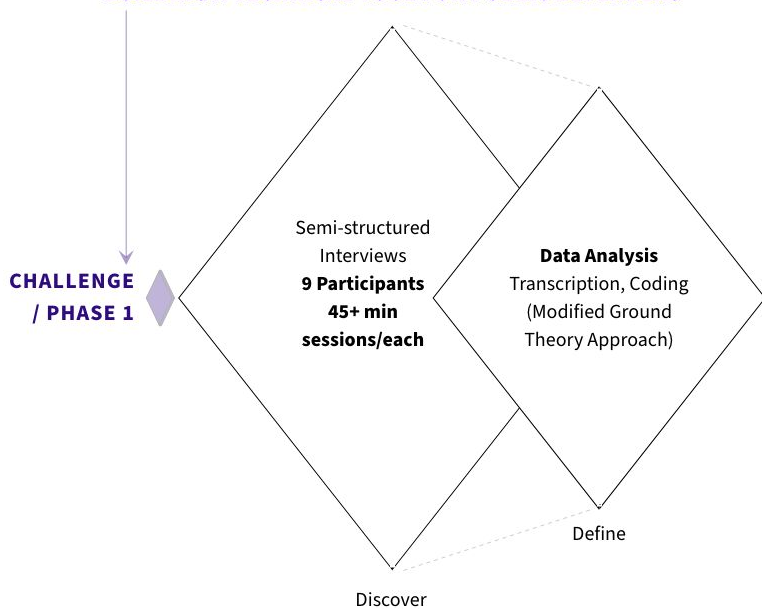 Semi-structured
Interviews
9 Participants
45+ min
sessions/each
Data Analysis
Transcription, Coding
(Modified Ground
Theory Approach)
CHALLENGE
/ PHASE 1
Define
Discover